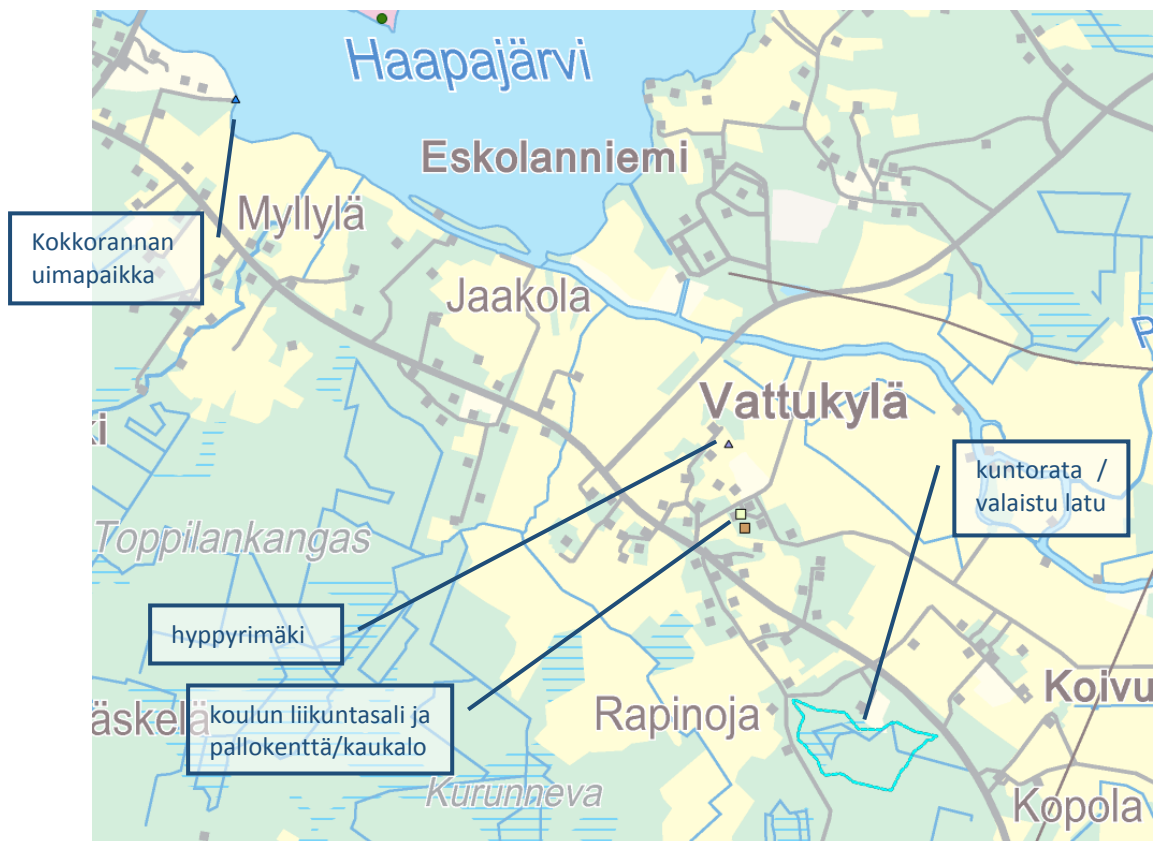 Haapajärvi
Eskolanniemi
Myllylä
Kokkorannan
uimapaikka
Jaakola
P
Vattukylä
ki
kuntorata /
valaistu latu
Toppilankangas
hyppyrimäki
koulun liikuntasali ja
pallokenttä/kaukalo
äskelä
Rapinoja
Koivu
Kurunneva
Kopola